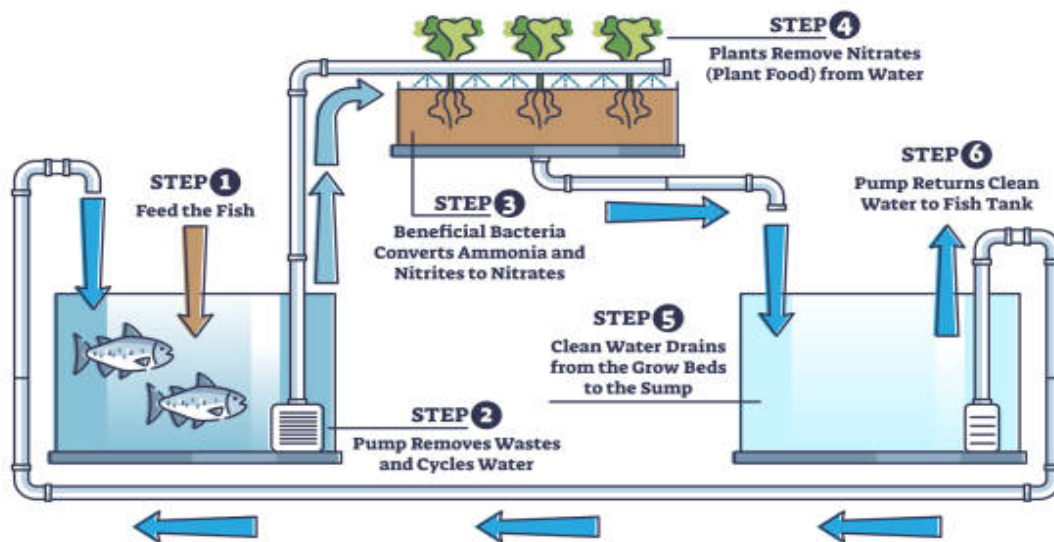 STEP 1
Feed the Fish
STEP 2
Pump Removes Wastes
and Cycles Water
STEP 3
Beneficial Bacteria
Converts Ammonia and
Nitrites to Nitrates
STEP 4
Plants Remove Nitrates
(Plant Food) from Water
STEP 5
Clean Water Drains
from the Grow Beds
to the Sump
STEP 6
Pump Returns Clean
Water to Fish Tank